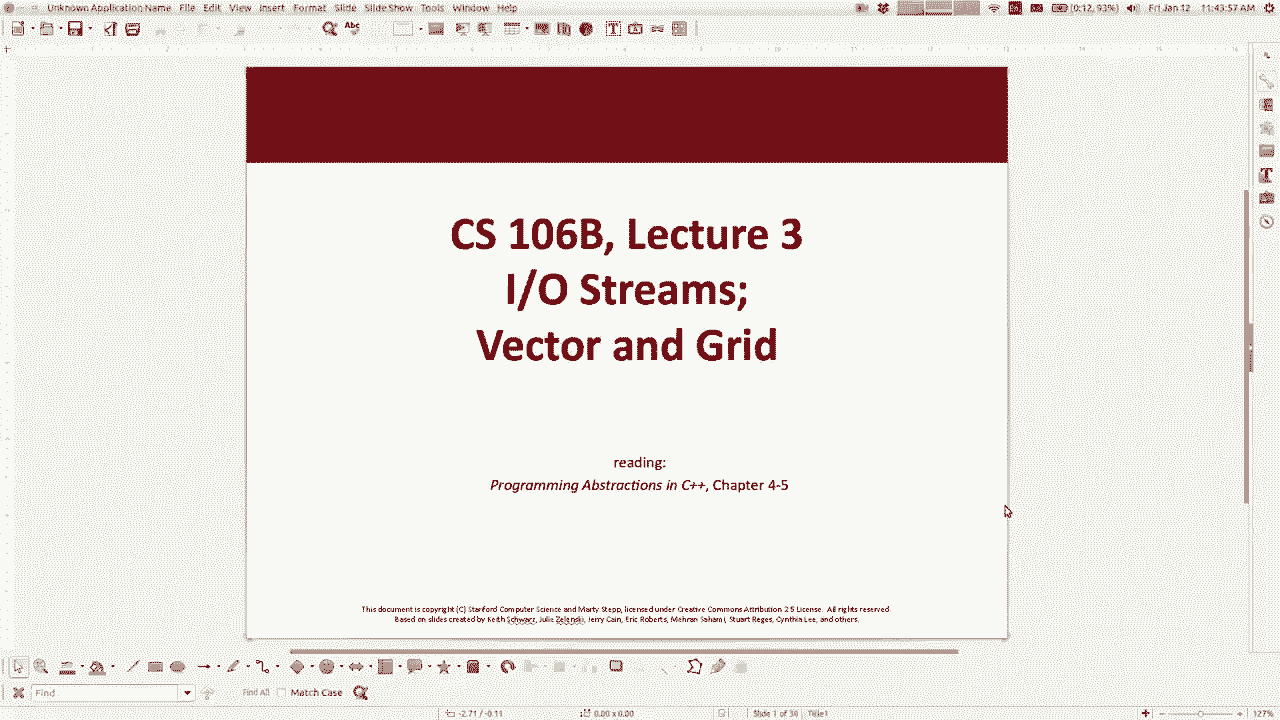 Unknown Application Name File Edit View Insert Format Slide Slide Show Tools Window Help
(0:12, 93%) Fri Jan 12 11:43:57 AM
Abc
CS 106B, Lecture 3
I/O Streams;
Vector and Grid
reading:
Programming Abstractions in C++, Chapter 4-5
This document is copyright (C) Stanford Computer Science and Marty Stepp, licensed under Creative Commons Attribution 2.5 License. All rights reserved.
Based on slides created by Keith Schwarz, Julie Zelenski, Jerry Cain, Eric Roberts, Mehran Sahami, Stuart Reges, Cynthia Lee, and others.
Find Find All Match Case
-2.71 / -0.11 0.00 x 0.00 Slide 1 of 38 Title1 127%